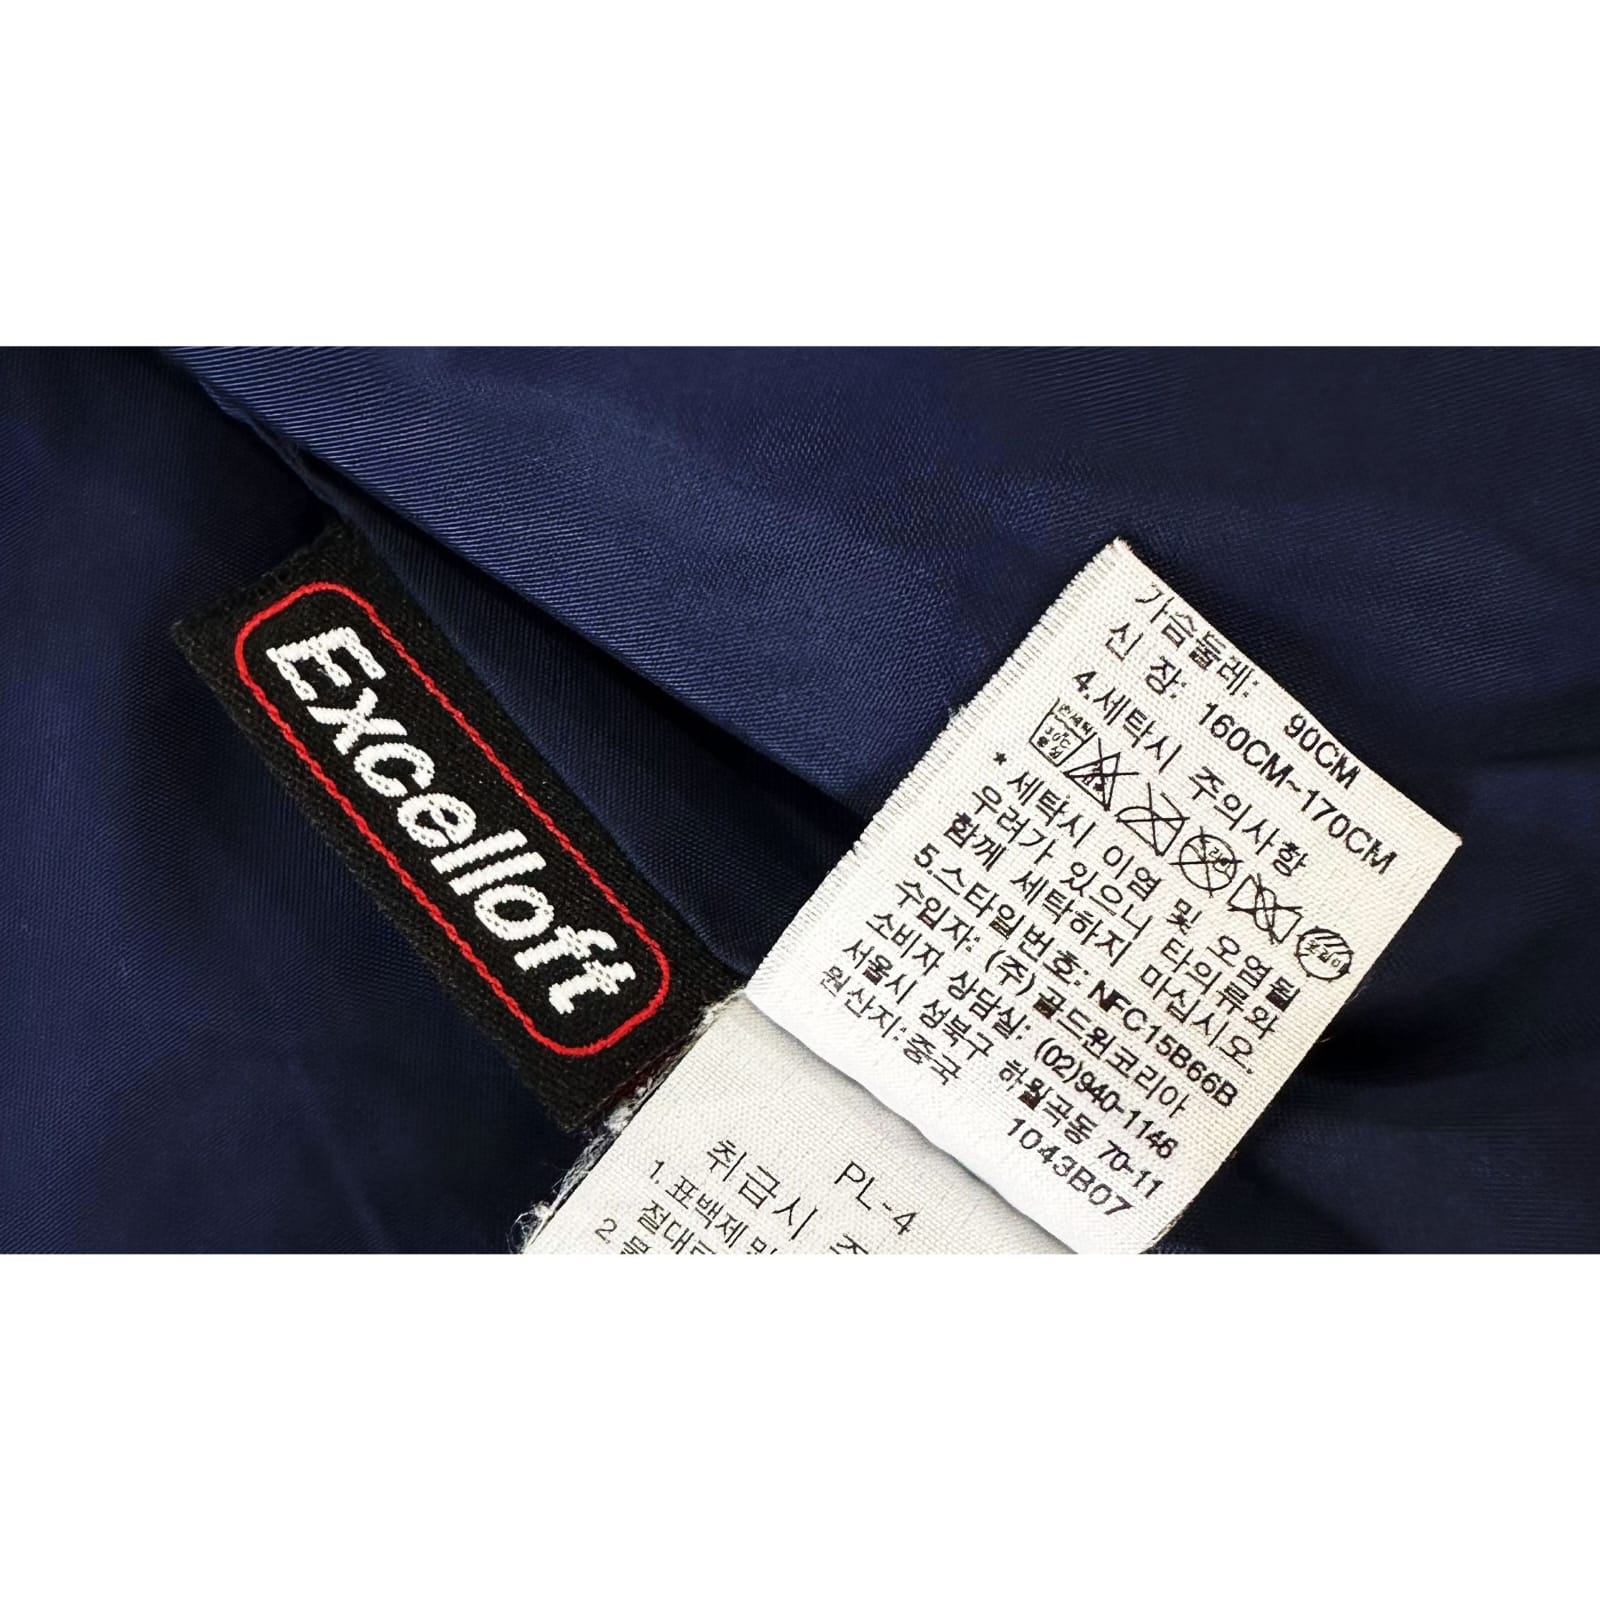 Excelloft
가슴둘레: 90CM
신 장: 160CM~170CM
4.세탁시 주의사항
* 세탁시 이염 및 오염될
우려가 있으니 타의류와
함께 세탁하지 마십시오.
5.스타일번호: NFC15B66B
수입자: (주) 골드윈코리아
소비자 상담실: (02)940-1146
서울시 성북구 하월곡동 70-11
원산지:중국 1043B07
PL-4
취급시
1.표백제 및
절대
2.